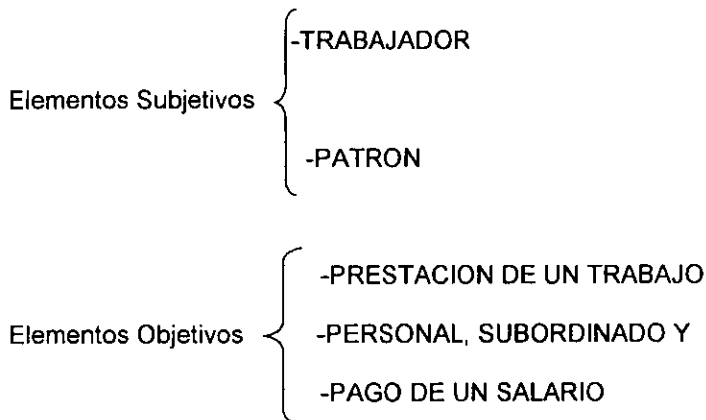 -TRABAJADOR
Elementos Subjetivos
-PATRON
-PRESTACION DE UN TRABAJO
Elementos Objetivos -PERSONAL, SUBORDINADO Y
-PAGO DE UN SALARIO